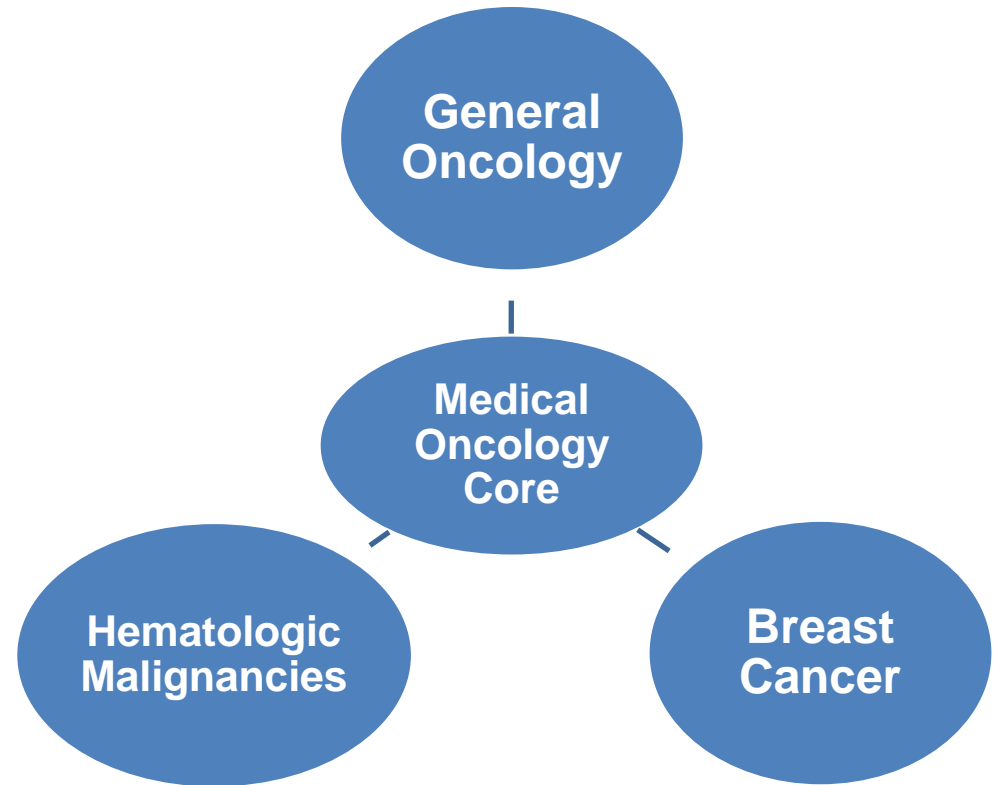 General
Oncology
Medical
Oncology
Core
Hematologic
Malignancies
Breast
Cancer